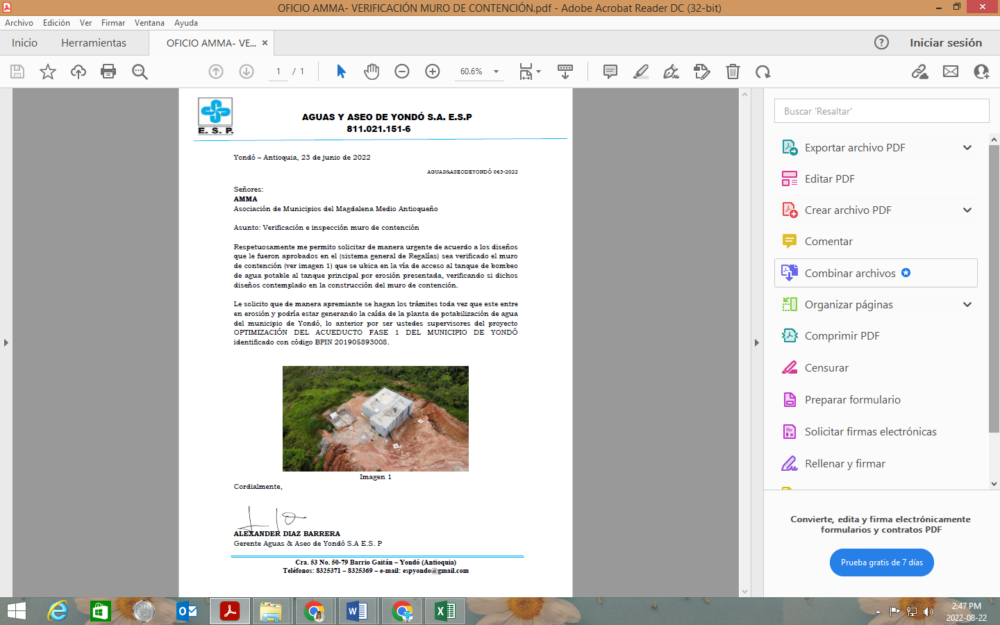 OFICIO AMMA- VERIFICACIÓN MURO DE CONTENCIÓN.pdf - Adobe Acrobat Reader DC (32-bit)
Archivo Edición Ver Firmar Ventana Ayuda
Inicio Herramientas OFICIO AMMA- VE... Iniciar sesión
1 / 1 60.6%
E. S. P.
AGUAS Y ASEO DE YONDÓ S.A. E.S.P
811.021.151-6
Yondó – Antioquia, 23 de junio de 2022
AGUAS&ASEODEYONDÓ 063-2022
Señores:
AMMA
Asociación de Municipios del Magdalena Medio Antioqueño
Asunto: Verificación e inspección muro de contención
Respetuosamente me permito solicitar de manera urgente de acuerdo a los diseños
que le fueron aprobados en el (sistema general de Regalías) sea verificado el muro
de contención (ver imagen 1) que se ubica en la vía de acceso al tanque de bombeo
de agua potable al tanque principal por erosión presentada, verificando si dichos
diseños contemplado en la construcción del muro de contención.
Le solicito que de manera apremiante se hagan los trámites toda vez que este entre
en erosión y podría estar generando la caída de la planta de potabilización de agua
del municipio de Yondó, lo anterior por ser ustedes supervisores del proyecto
OPTIMIZACIÓN DEL ACUEDUCTO FASE 1 DEL MUNICIPIO DE YONDÓ
identificado con código BPIN 201905893008.
Imagen 1
Cordialmente,
ALEXANDER DIAZ BARRERA
Gerente Aguas & Aseo de Yondó S.A E.S. P
Cra. 53 No. 50-79 Barrio Gaitán – Yondó (Antioquia)
Teléfonos: 8325371 – 8325369 – e-mail: espyondo@gmail.com
Buscar 'Resaltar'
Exportar archivo PDF
Editar PDF
Crear archivo PDF
Comentar
Combinar archivos
Organizar páginas
Comprimir PDF
Censurar
Preparar formulario
Solicitar firmas electrónicas
Rellenar y firmar
Convierte, edita y firma electrónicamente
formularios y contratos PDF
Prueba gratis de 7 días
2:47 PM
2022-08-22